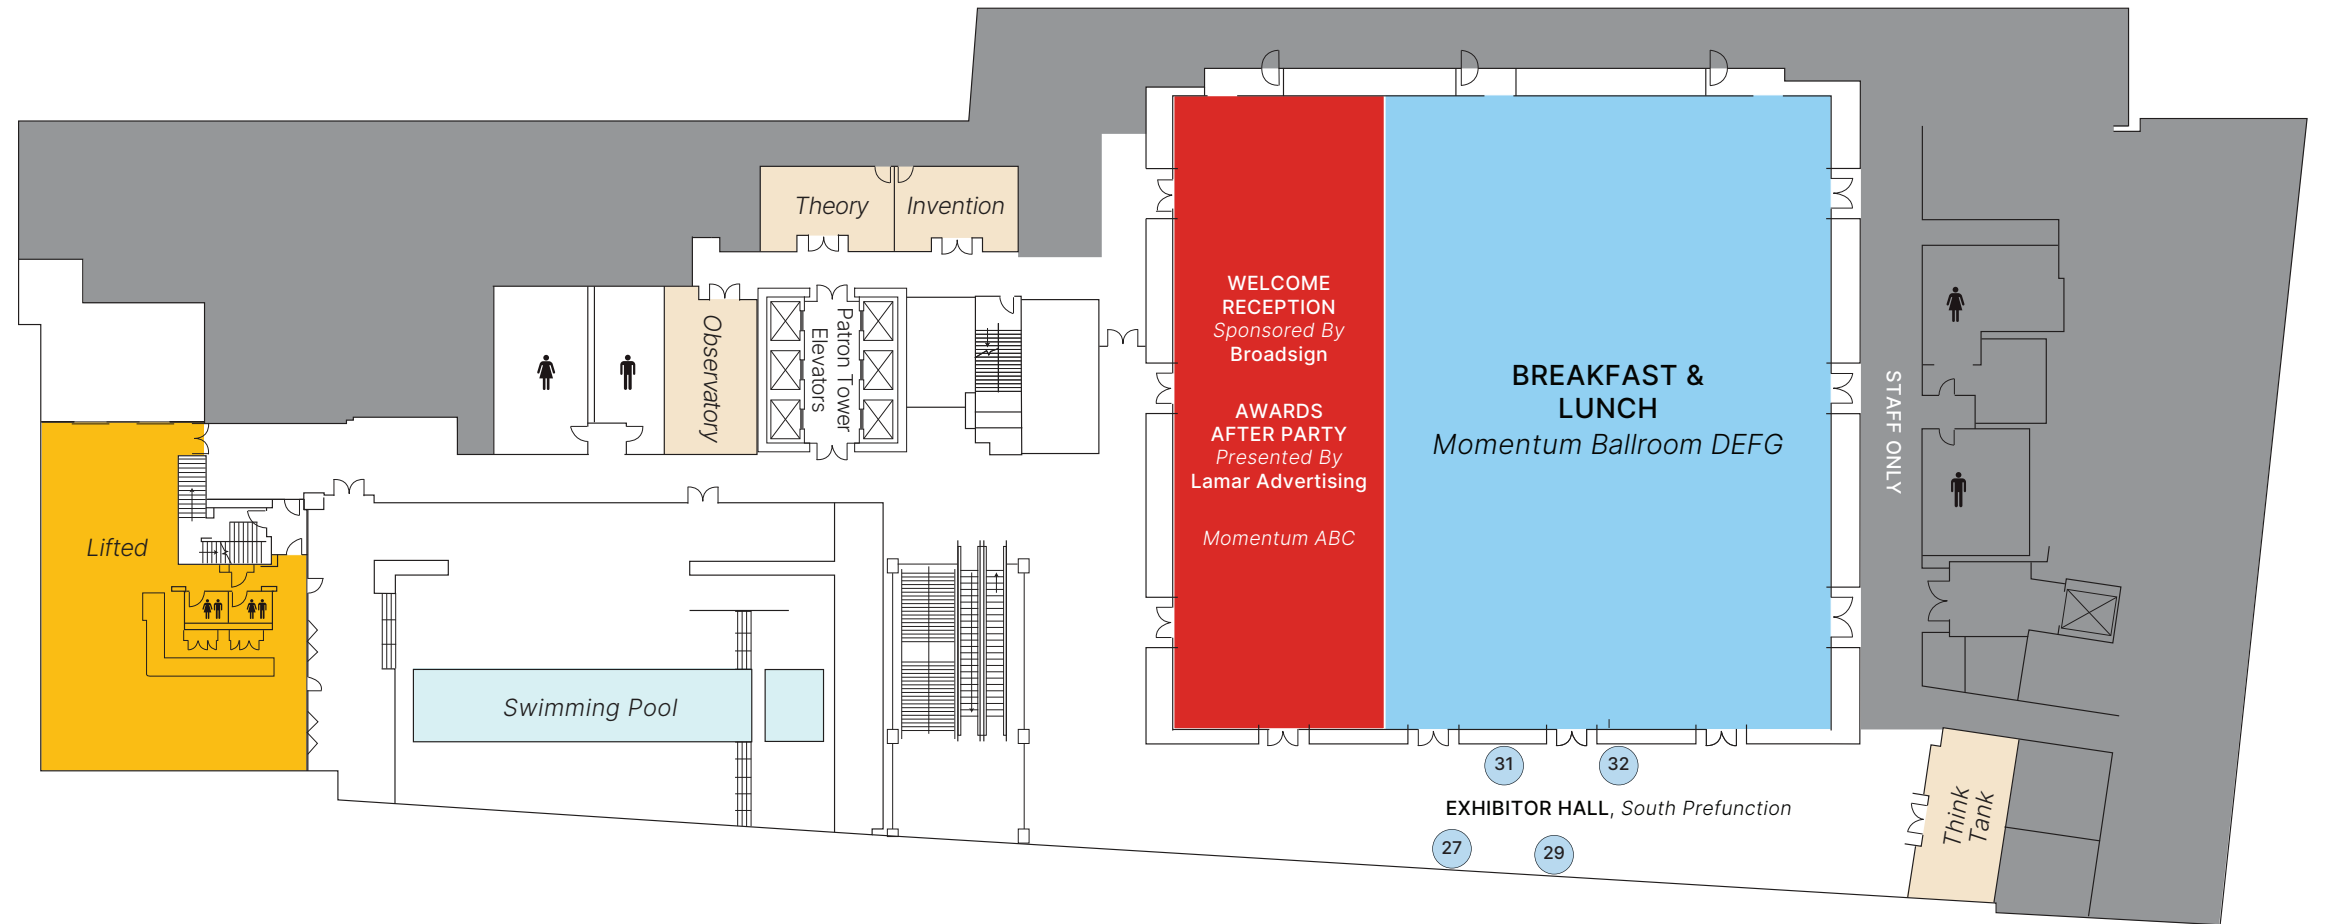 Theory
Invention
Observatory
Patron Tower
Elevators
WELCOME
RECEPTION
Sponsored By
Broadsign
AWARDS
AFTER PARTY
Presented By
Lamar Advertising
Momentum ABC
BREAKFAST &
LUNCH
Momentum Ballroom DEFG
STAFF ONLY
Lifted
Swimming Pool
31
32
EXHIBITOR HALL, South Prefunction
27
29
Think
Tank